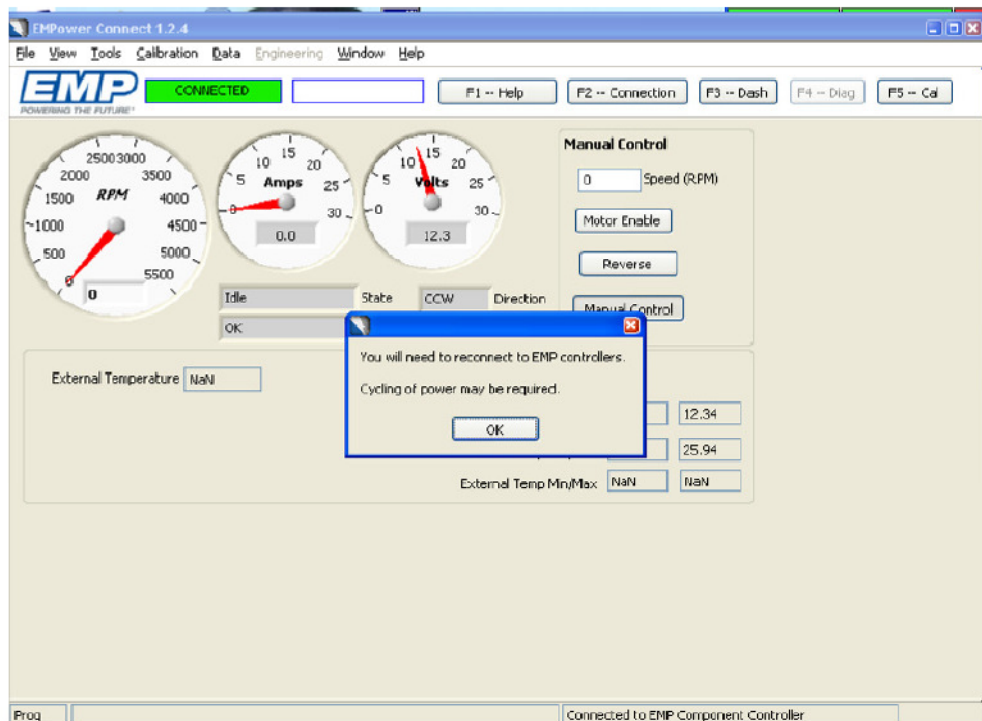 EMPower Connect 1.2.4
File View Tools Calibration Data Engineering Window Help
EMP
POWERING THE FUTURE
CONNECTED
F1 -- Help
F2 -- Connection
F3 -- Dash
F4 -- Diag
F5 -- Cal
0 500 1000 1500 2000 2500 3000 3500 4000 4500 5000 5500
RPM
0
0 5 10 15 20 25 30
Amps
0.0
0 5 10 15 20 25 30
Volts
12.3
Manual Control
0 Speed (RPM)
Motor Enable
Reverse
Manual Control
Idle State CCW Direction
OK
You will need to reconnect to EMP controllers.
Cycling of power may be required.
OK
External Temperature NaN
12.34
25.94
External Temp Min/Max NaN NaN
Prog
Connected to EMP Component Controller